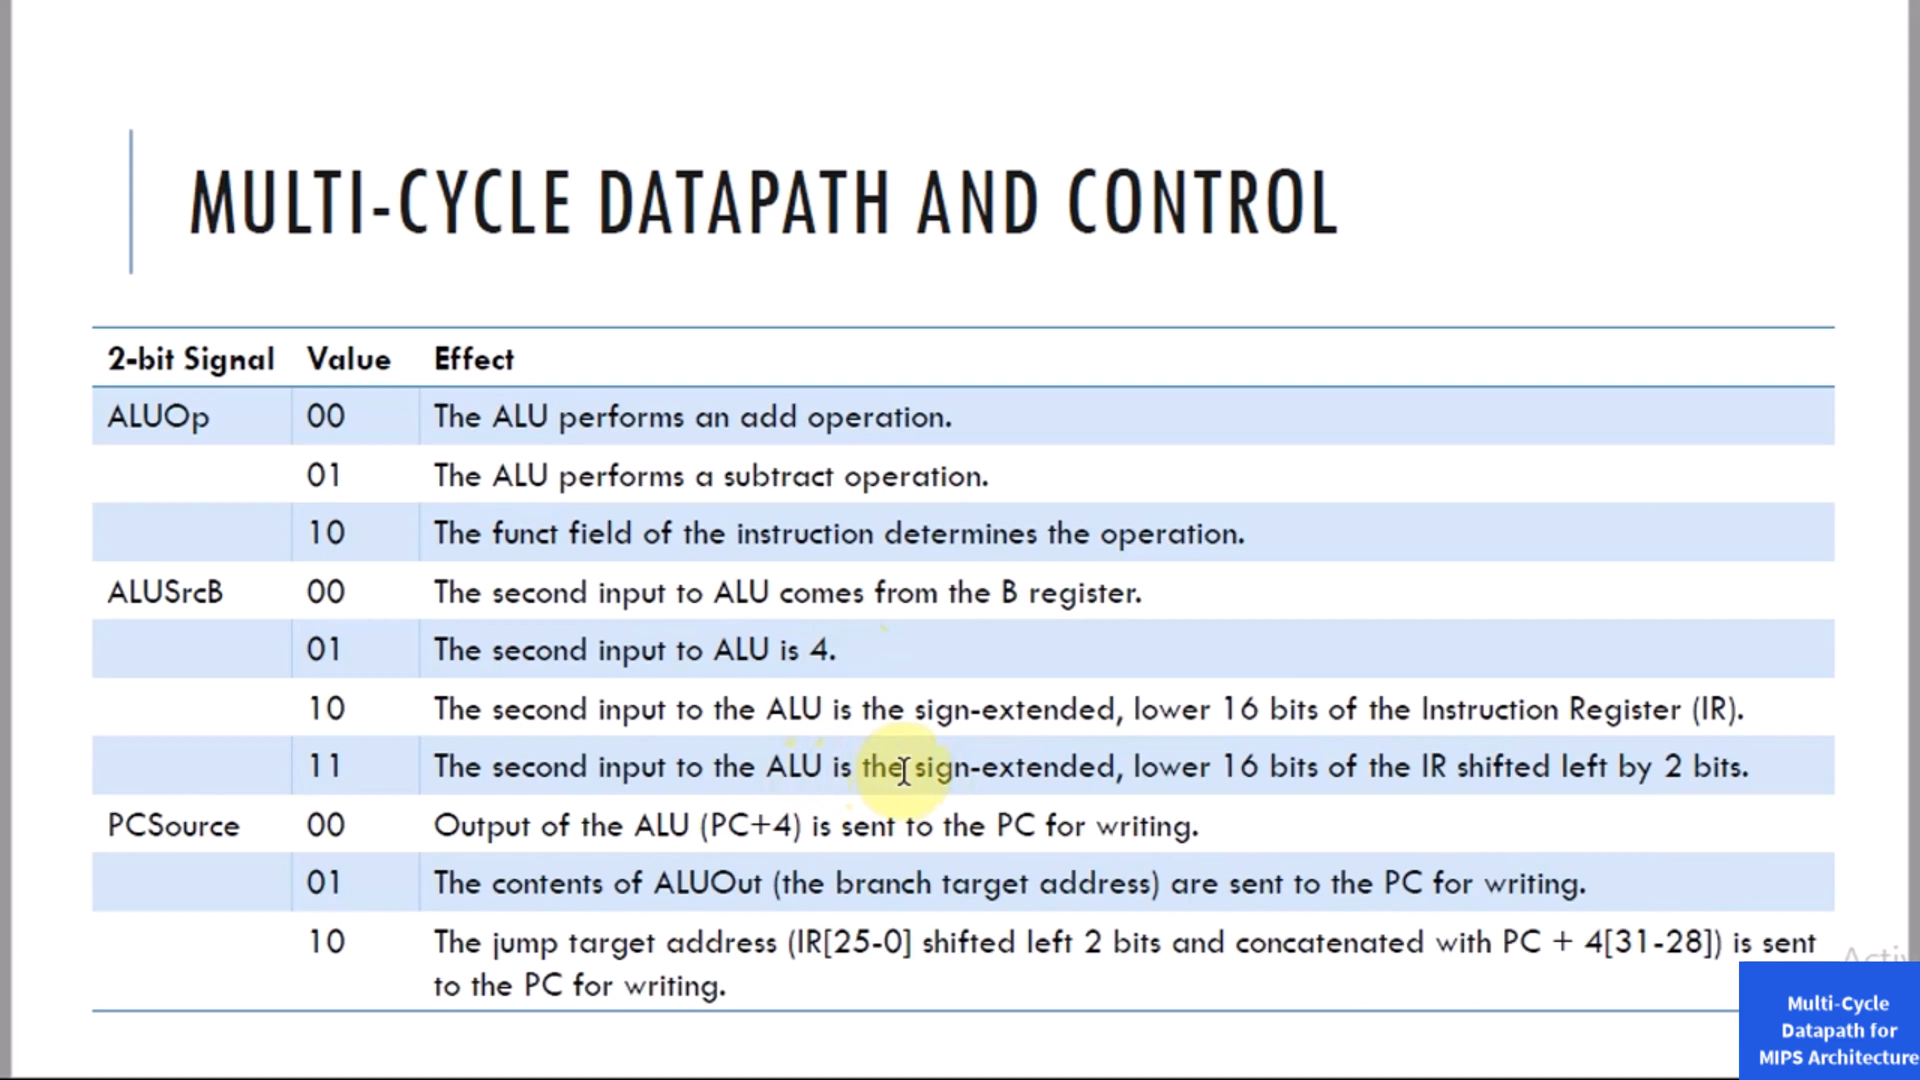 MULTI-CYCLE DATAPATH AND CONTROL
2-bit Signal Value Effect
ALUOp 00 The ALU performs an add operation.
01 The ALU performs a subtract operation.
10 The funct field of the instruction determines the operation.
ALUSrcB 00 The second input to ALU comes from the B register.
01 The second input to ALU is 4.
10 The second input to the ALU is the sign-extended, lower 16 bits of the Instruction Register (IR).
11 The second input to the ALU is the sign-extended, lower 16 bits of the IR shifted left by 2 bits.
PCSource 00 Output of the ALU (PC+4) is sent to the PC for writing.
01 The contents of ALUOut (the branch target address) are sent to the PC for writing.
10 The jump target address (IR[25-0] shifted left 2 bits and concatenated with PC + 4[31-28]) is sent
to the PC for writing.
Multi-Cycle
Datapath for
MIPS Architecture